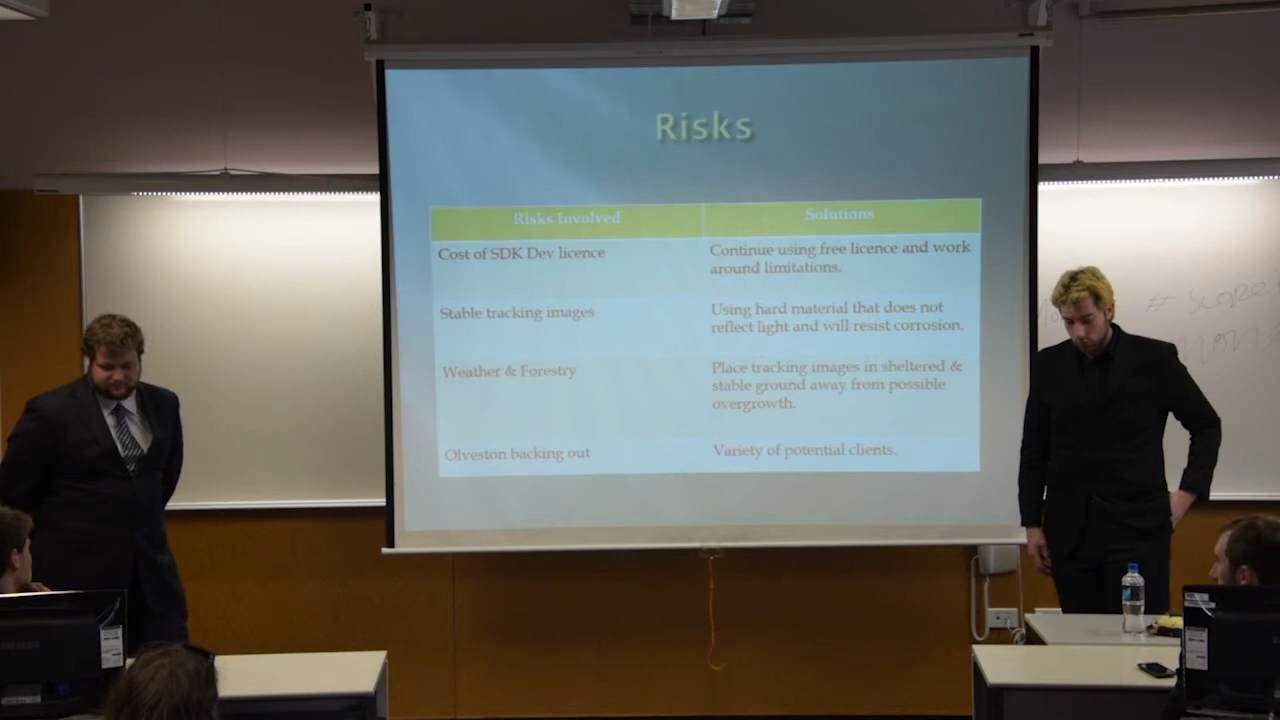 Risks
Risks Involved
Solutions
Cost of SDK Dev licence
Continue using free licence and work
around limitations.
Stable tracking images
Using hard material that does not
reflect light and will resist corrosion.
Weather & Forestry
Place tracking images in sheltered &
stable ground away from possible
overgrowth.
Olveston backing out
Variety of potential clients.
SAMSUNG